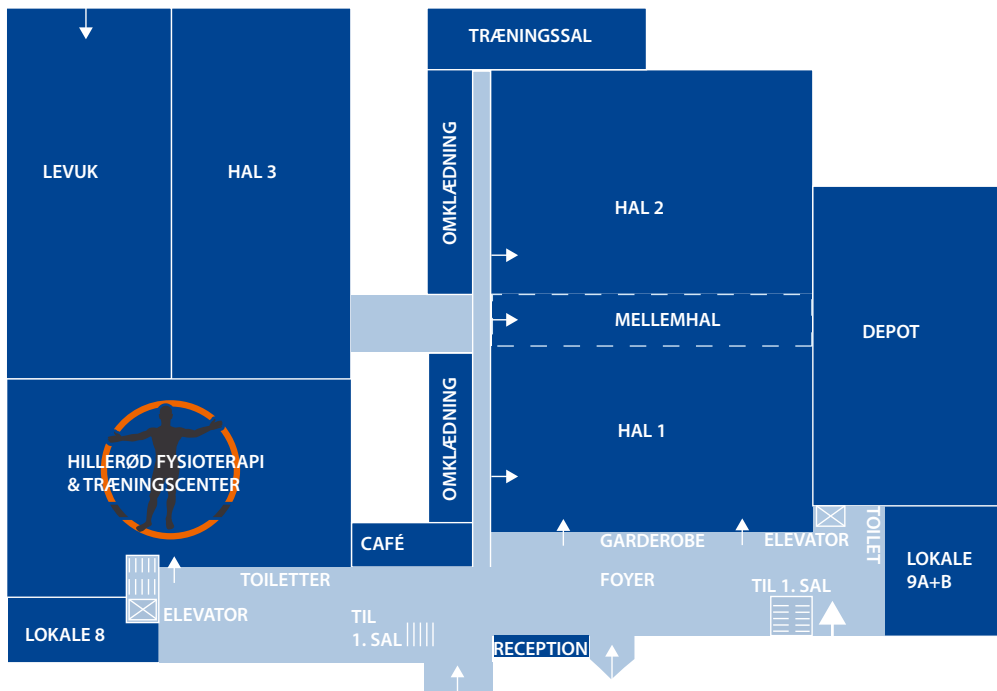 TRÆNINGSSAL
LEVUK
HAL 3
OMKLÆDNING
HAL 2
MELLEMHAL
DEPOT
OMKLÆDNING
HAL 1
HILLERØD FYSIOTERAPI
& TRÆNINGSCENTER
CAFÉ
GARDEROBE
ELEVATOR
TOILET
LOKALE
9A+B
TOILETTER
FOYER
TIL 1. SAL
ELEVATOR
TIL
1. SAL
LOKALE 8
RECEPTION